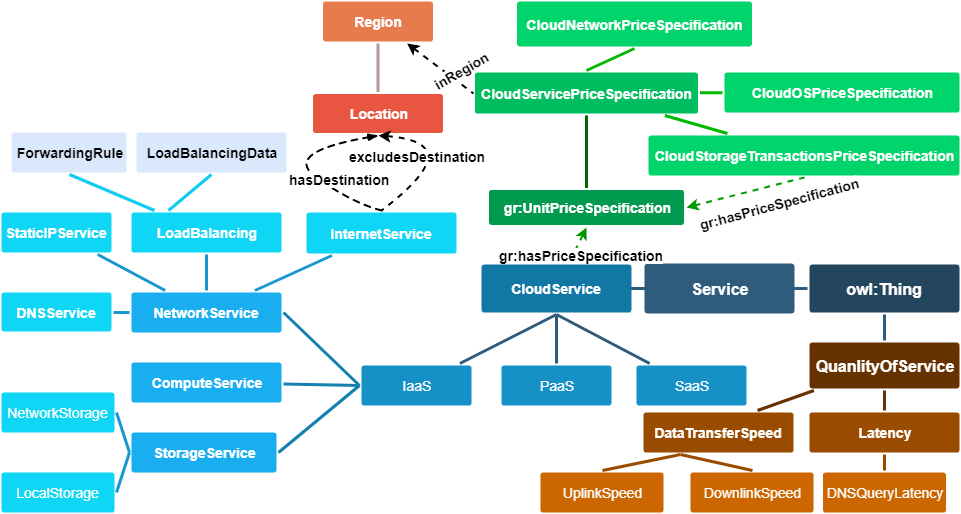 Region
CloudNetworkPriceSpecification
inRegion
CloudServicePriceSpecification
CloudOSPriceSpecification
Location
ForwardingRule
LoadBalancingData
excludesDestination
CloudStorageTransactionsPriceSpecification
hasDestination
gr:UnitPriceSpecification
gr:hasPriceSpecification
StaticIPService
LoadBalancing
InternetService
gr:hasPriceSpecification
CloudService
Service
owl:Thing
DNSService
NetworkService
QuanlityOfService
ComputeService
IaaS
PaaS
SaaS
NetworkStorage
DataTransferSpeed
Latency
StorageService
LocalStorage
UplinkSpeed
DownlinkSpeed
DNSQueryLatency